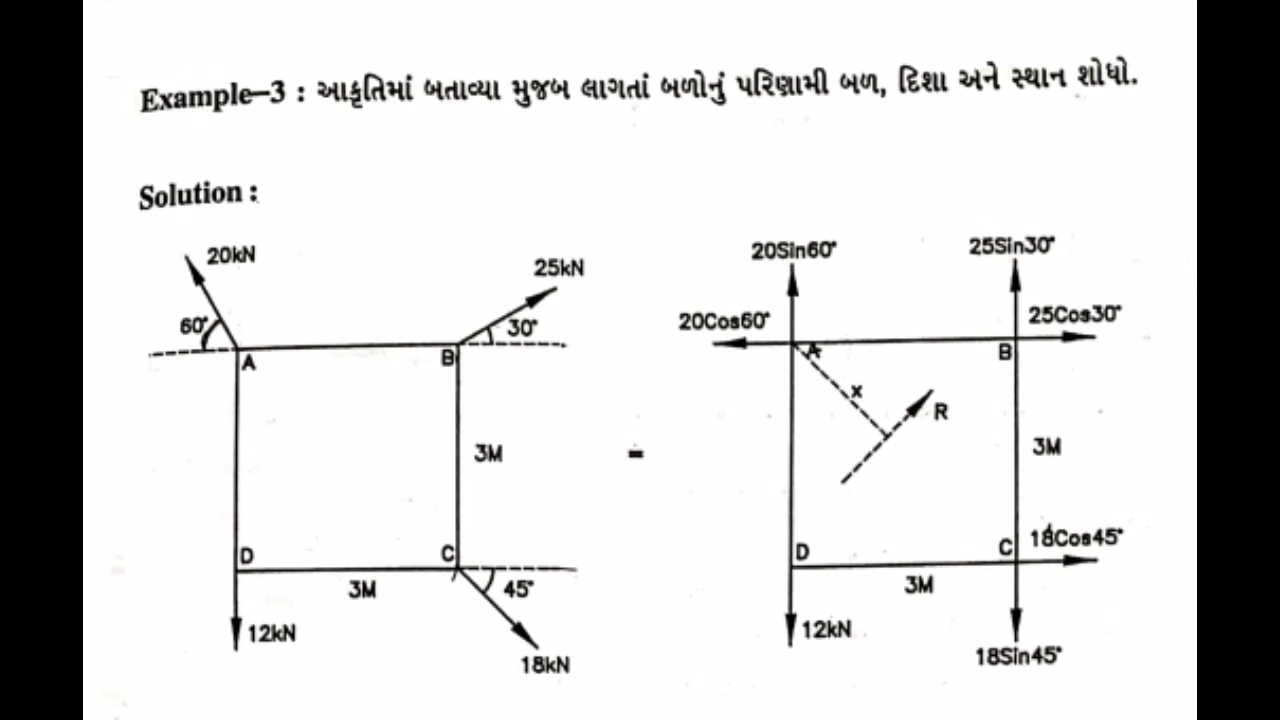 Example–3 : આકૃતિમાં બતાવ્યા મુજબ લાગતાં બળોનું પરિણામી બળ, દિશા અને સ્થાન શોધો.
Solution :
20kN
25kN
60°
30°
A
B
3M
D
C
3M
45°
12kN
18kN
=
20Sin60°
25Sin30°
20Cos60°
25Cos30°
A
B
x
R
3M
D
C
18Cos45°
3M
12kN
18Sin45°